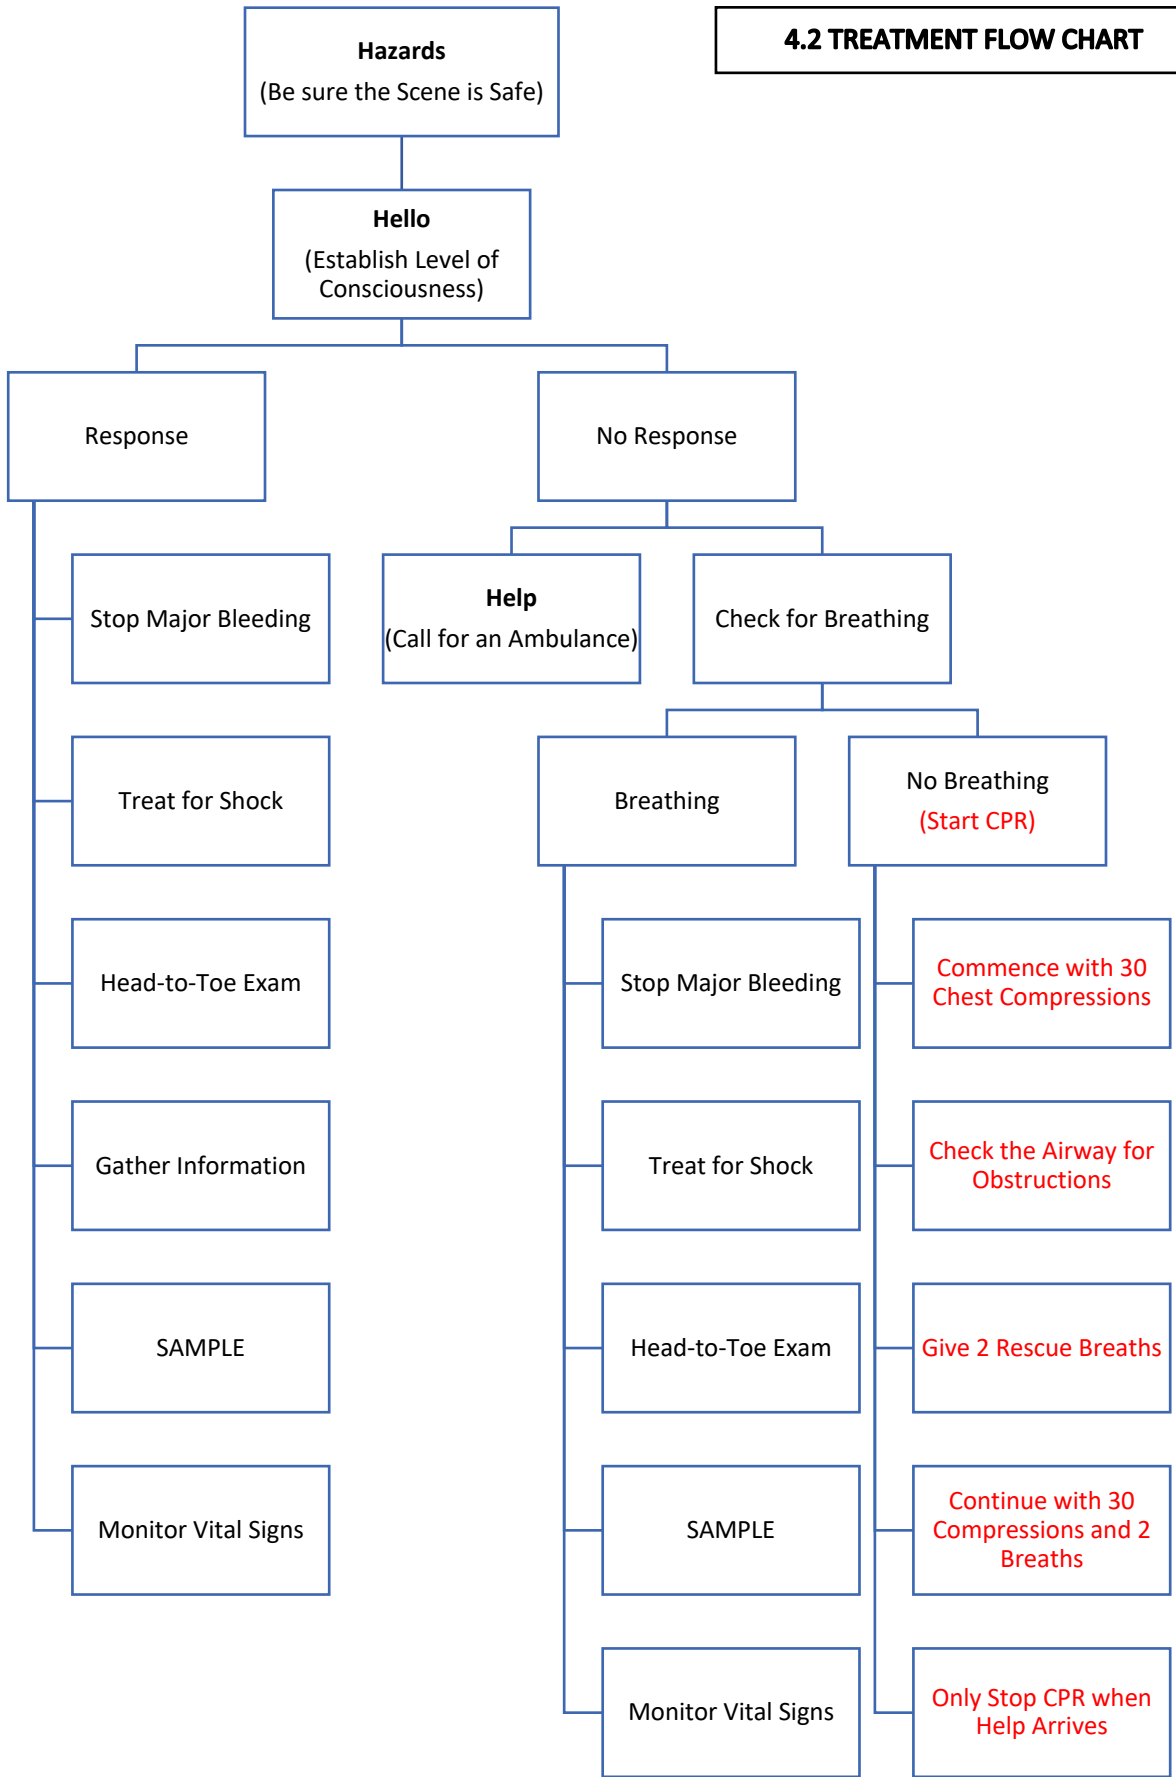 4.2 TREATMENT FLOW CHART
Hazards
(Be sure the Scene is Safe)
Hello
(Establish Level of
Consciousness)
Response
No Response
Stop Major Bleeding
Help
(Call for an Ambulance)
Check for Breathing
Treat for Shock
Breathing
No Breathing
(Start CPR)
Head-to-Toe Exam
Stop Major Bleeding
Commence with 30
Chest Compressions
Gather Information
Treat for Shock
Check the Airway for
Obstructions
SAMPLE
Head-to-Toe Exam
Give 2 Rescue Breaths
Monitor Vital Signs
SAMPLE
Continue with 30
Compressions and 2
Breaths
Monitor Vital Signs
Only Stop CPR when
Help Arrives